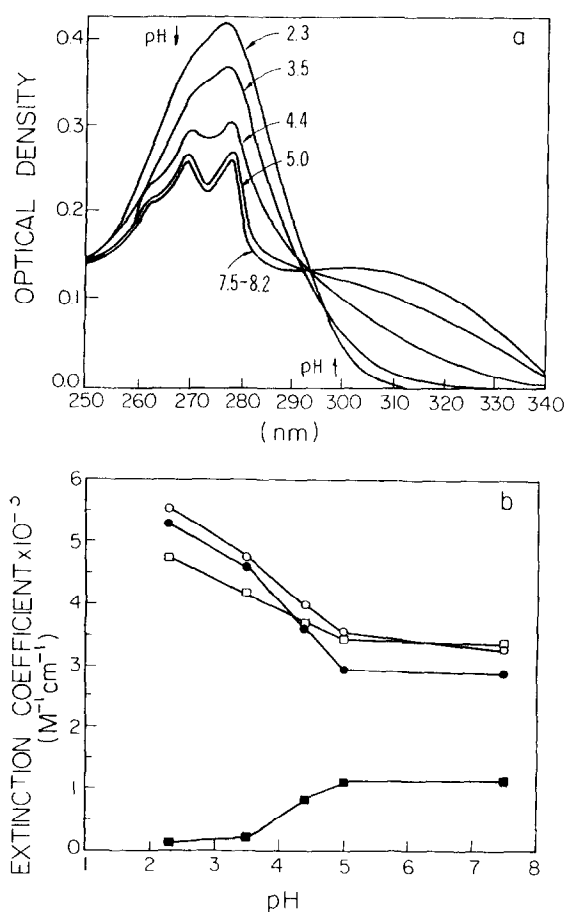 a
OPTICAL DENSITY
0.4
0.3
0.2
0.1
0.0
pH ↓
2.3
3.5
4.4
5.0
7.5-8.2
pH ↑
250 260 270 280 290 300 310 320 330 340
(nm)
b
EXTINCTION COEFFICIENT×10⁻³
(M⁻¹cm⁻¹)
6
5
4
3
2
1
0
1 2 3 4 5 6 7 8
pH